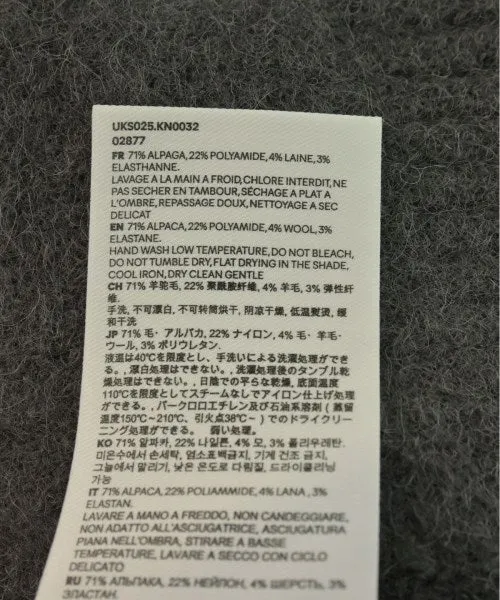 UKS025.KN0032
02877
FR 71% ALPAGA, 22% POLYAMIDE, 4% LAINE, 3%
ELASTHANNE.
LAVAGE A LA MAIN A FROID, CHLORE INTERDIT, NE
PAS SECHER EN TAMBOUR, SÉCHAGE A PLAT A
L'OMBRE, REPASSAGE DOUX, NETTOYAGE A SEC
DELICAT
EN 71% ALPACA, 22% POLYAMIDE, 4% WOOL, 3%
ELASTANE.
HAND WASH LOW TEMPERATURE, DO NOT BLEACH,
DO NOT TUMBLE DRY, FLAT DRYING IN THE SHADE,
COOL IRON, DRY CLEAN GENTLE
CH 71% 羊驼毛, 22% 聚酰胺纤维, 4% 羊毛, 3% 弹性纤
维.
手洗, 不可漂白, 不可转筒烘干, 阴凉干燥, 低温熨烫, 缓
和干洗
JP 71% 毛・アルパカ, 22% ナイロン, 4% 毛・羊毛・
ウール, 3% ポリウレタン.
液温は40℃を限度とし、手洗いによる洗濯処理ができ
る。, 漂白処理はできない。, 洗濯処理後のタンブル乾
燥処理はできない。, 日陰での平らな乾燥, 底面温度
110℃を限度としてスチームなしでアイロン仕上げ処理
ができる。, パークロロエチレン及び石油系溶剤（蒸留
温度150℃~210℃、引火点38℃~）でのドライクリー
ニング処理ができる。 弱い処理。
KO 71% 알파카, 22% 나일론, 4% 모, 3% 폴리우레탄.
미온수에서 손세탁, 염소표백금지, 기계 건조 금지,
그늘에서 말리기, 낮은 온도로 다림질, 드라이클리닝
가능
IT 71% ALPACA, 22% POLIAMMIDE, 4% LANA , 3%
ELASTAN.
LAVARE A MANO A FREDDO, NON CANDEGGIARE,
NON ADATTO ALL'ASCIUGATRICE, ASCIUGATURA
PIANA NELL'OMBRA, STIRARE A BASSE
TEMPERATURE, LAVARE A SECCO CON CICLO
DELICATO
RU 71% АЛЬПАКА, 22% НЕЙЛОН, 4% ШЕРСТЬ, 3%
ЭЛАСТАН.